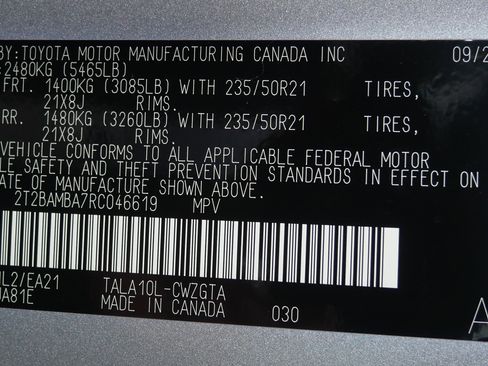 BY: TOYOTA MOTOR MANUFACTURING CANADA INC 09/2
:2480KG (5465LB)
FRT. 1400KG (3085LB) WITH 235/50R21 TIRES,
21X8J RIMS.
RR. 1480KG (3260LB) WITH 235/50R21 TIRES,
21X8J RIMS.
VEHICLE CONFORMS TO ALL APPLICABLE FEDERAL MOTOR
LE SAFETY AND THEFT PREVENTION STANDARDS IN EFFECT ON
ATE OF MANUFACTURE SHOWN ABOVE.
2T2BAMBA7RC046619 MPV
L2/EA21 TALA10L-CWZGTA
A81E MADE IN CANADA 030 A